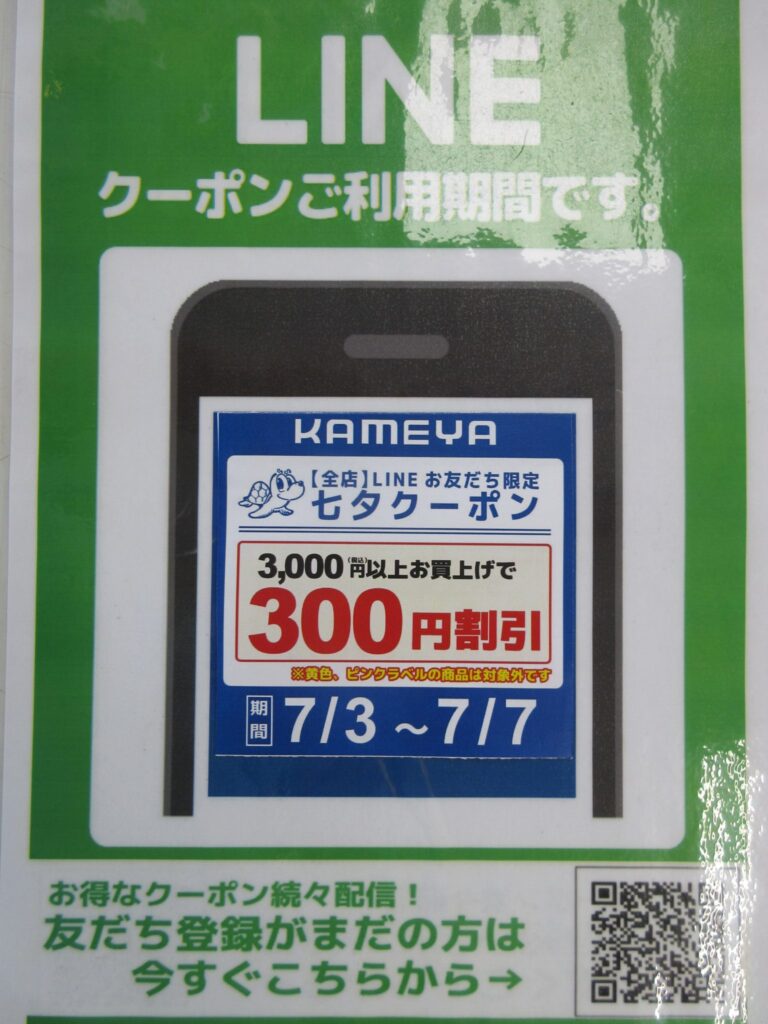 LINE
クーポンご利用期間です。
KAMEYA
【全店】LINE お友だち限定
七夕クーポン
3,000円(税込)以上お買上げで
300円割引
※黄色、ピンクラベルの商品は対象外です
期間 7/3～7/7
お得なクーポン続々配信！
友だち登録がまだの方は
今すぐこちらから→